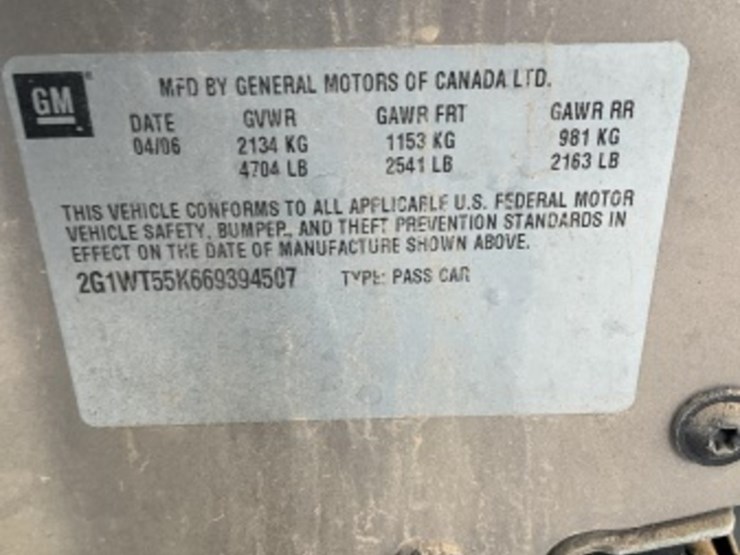 GM
MFD BY GENERAL MOTORS OF CANADA LTD.
DATE GVWR GAWR FRT GAWR RR
04/06 2134 KG 1153 KG 981 KG
4704 LB 2541 LB 2163 LB
THIS VEHICLE CONFORMS TO ALL APPLICABLE U.S. FEDERAL MOTOR
VEHICLE SAFETY, BUMPER, AND THEFT PREVENTION STANDARDS IN
EFFECT ON THE DATE OF MANUFACTURE SHOWN ABOVE.
2G1WT55K669394507 TYPE: PASS CAR